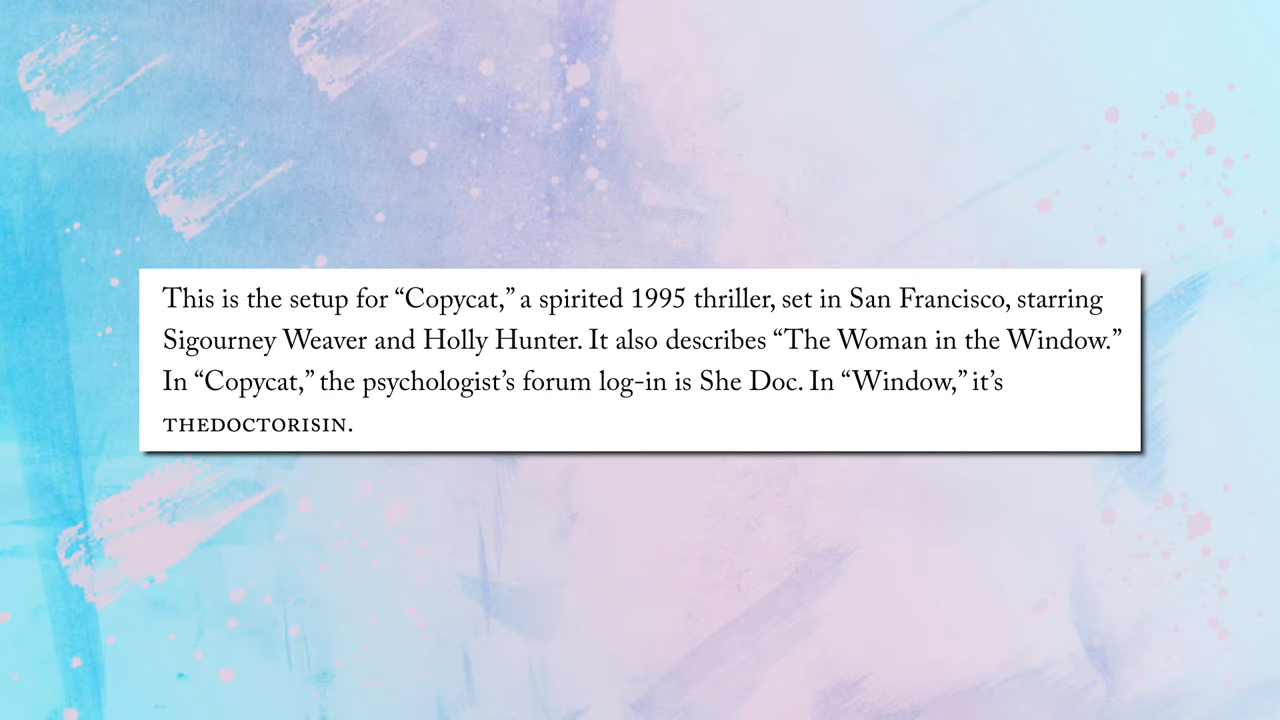 This is the setup for “Copycat,” a spirited 1995 thriller, set in San Francisco, starring
Sigourney Weaver and Holly Hunter. It also describes “The Woman in the Window.”
In “Copycat,” the psychologist’s forum log-in is She Doc. In “Window,” it’s
THEDOCTORISIN.